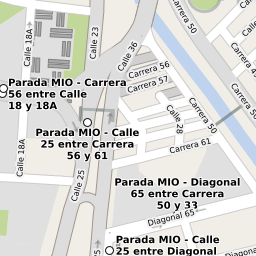 Calle 18A
Calle 23
Calle 36
Carrera 50
Carrera 56
Carrera 57
Parada MIO - Carrera
56 entre Calle
18 y 18A
Calle 18A
Calle 28
Carrera 50
Parada MIO - Calle
25 entre Carrera
56 y 61
Carrera 61
Calle 25
Parada MIO - Diagonal
65 entre Carrera
50 y 33
Diagonal 65
Parada MIO - Calle
25 entre Diagonal